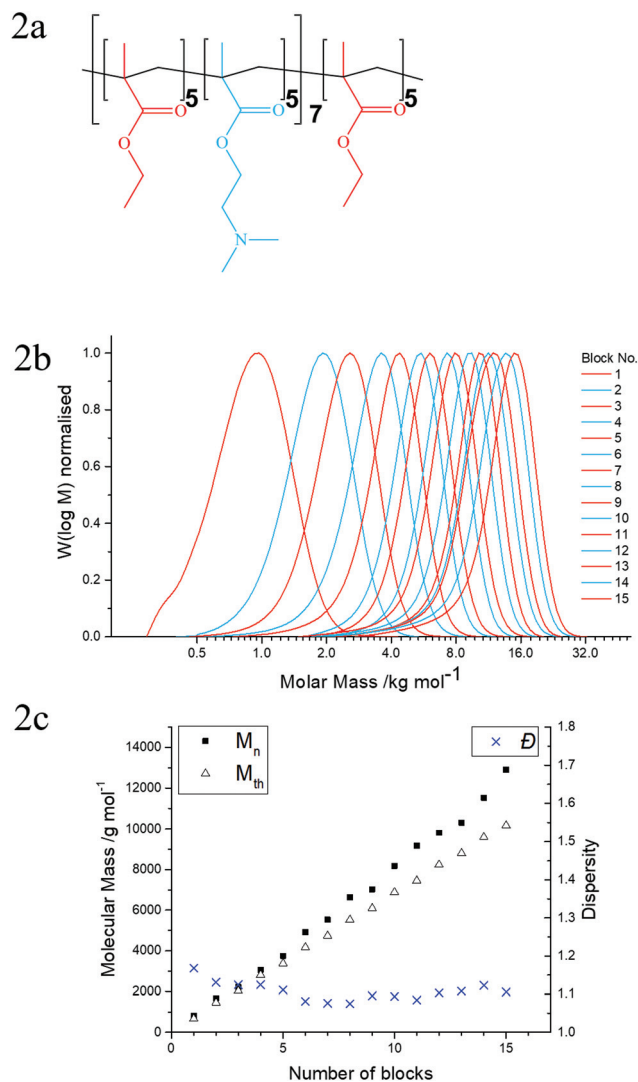 2a
5 5 7 5
O O O
O O O
N
2b
W(log M) normalised
1.0
0.8
0.6
0.4
0.2
0.0
0.5 1.0 2.0 4.0 8.0 16.0 32.0
Molar Mass /kg mol-1
Block No.
1
2
3
4
5
6
7
8
9
10
11
12
13
14
15
2c
Molecular Mass /g mol-1
14000
12000
10000
8000
6000
4000
2000
0
Mn
Mth
Đ
1.8
1.7
1.6
1.5
1.4
1.3
1.2
1.1
1.0
Dispersity
0 5 10 15
Number of blocks